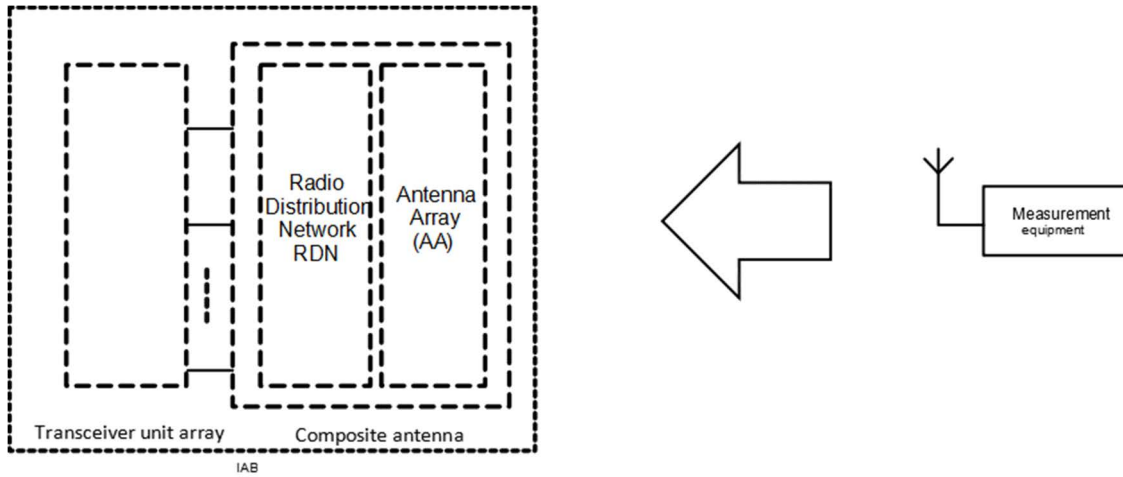 Radio
Distribution
Network
RDN
Antenna
Array
(AA)
Measurement
equipment
Transceiver unit array
Composite antenna
IAB